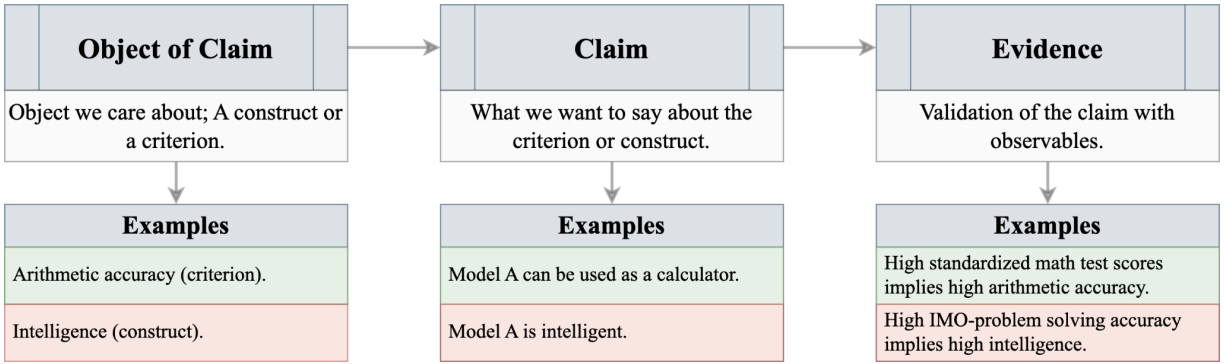 Object of Claim
Claim
Evidence
Object we care about; A construct or
a criterion.
What we want to say about the
criterion or construct.
Validation of the claim with
observables.
Examples
Examples
Examples
Arithmetic accuracy (criterion).
Model A can be used as a calculator.
High standardized math test scores
implies high arithmetic accuracy.
Intelligence (construct).
Model A is intelligent.
High IMO-problem solving accuracy
implies high intelligence.